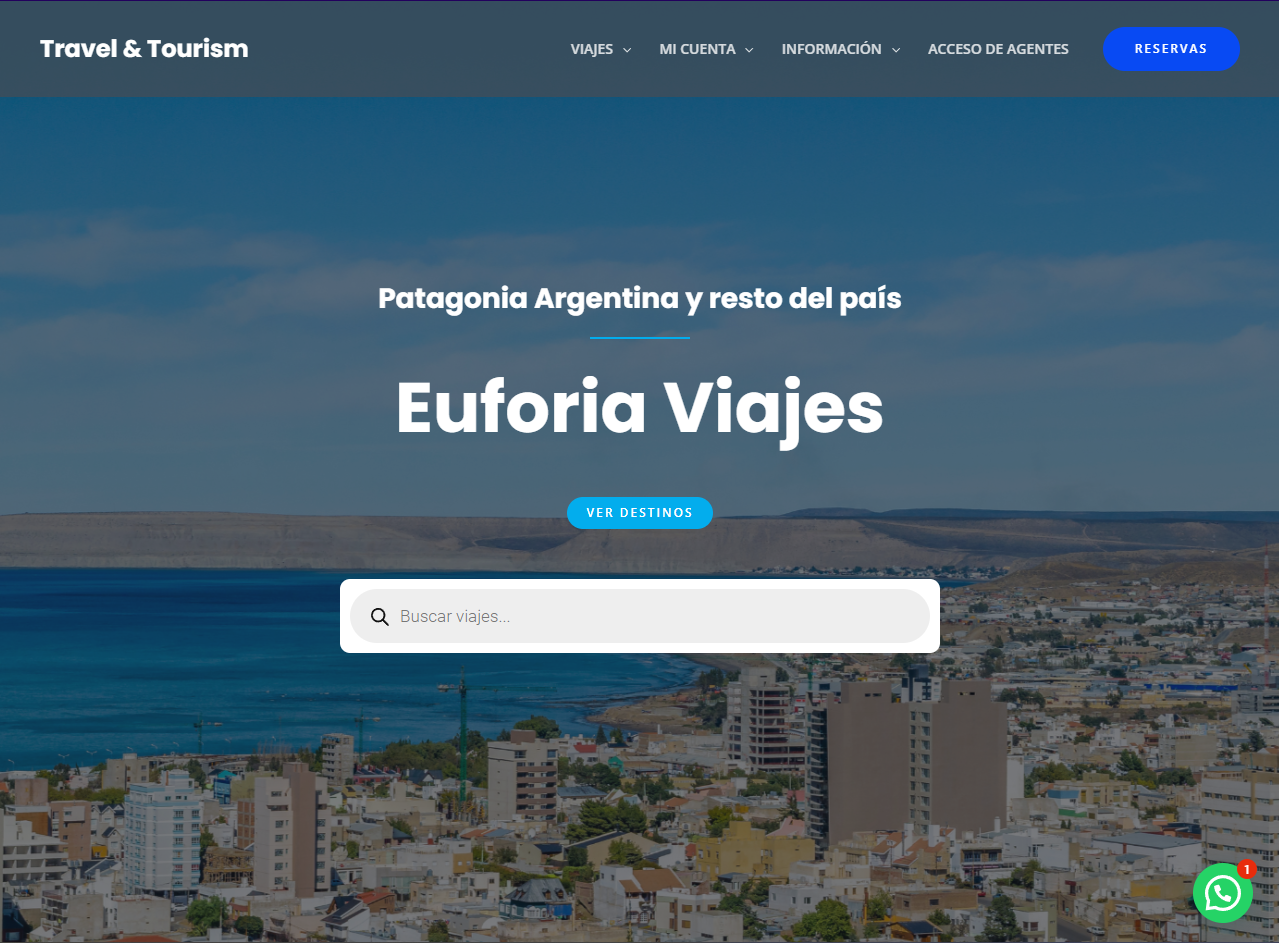 Travel & Tourism
VIAJES MI CUENTA INFORMACIÓN ACCESO DE AGENTES RESERVAS
Patagonia Argentina y resto del país
Euforia Viajes
VER DESTINOS
Buscar viajes...
1